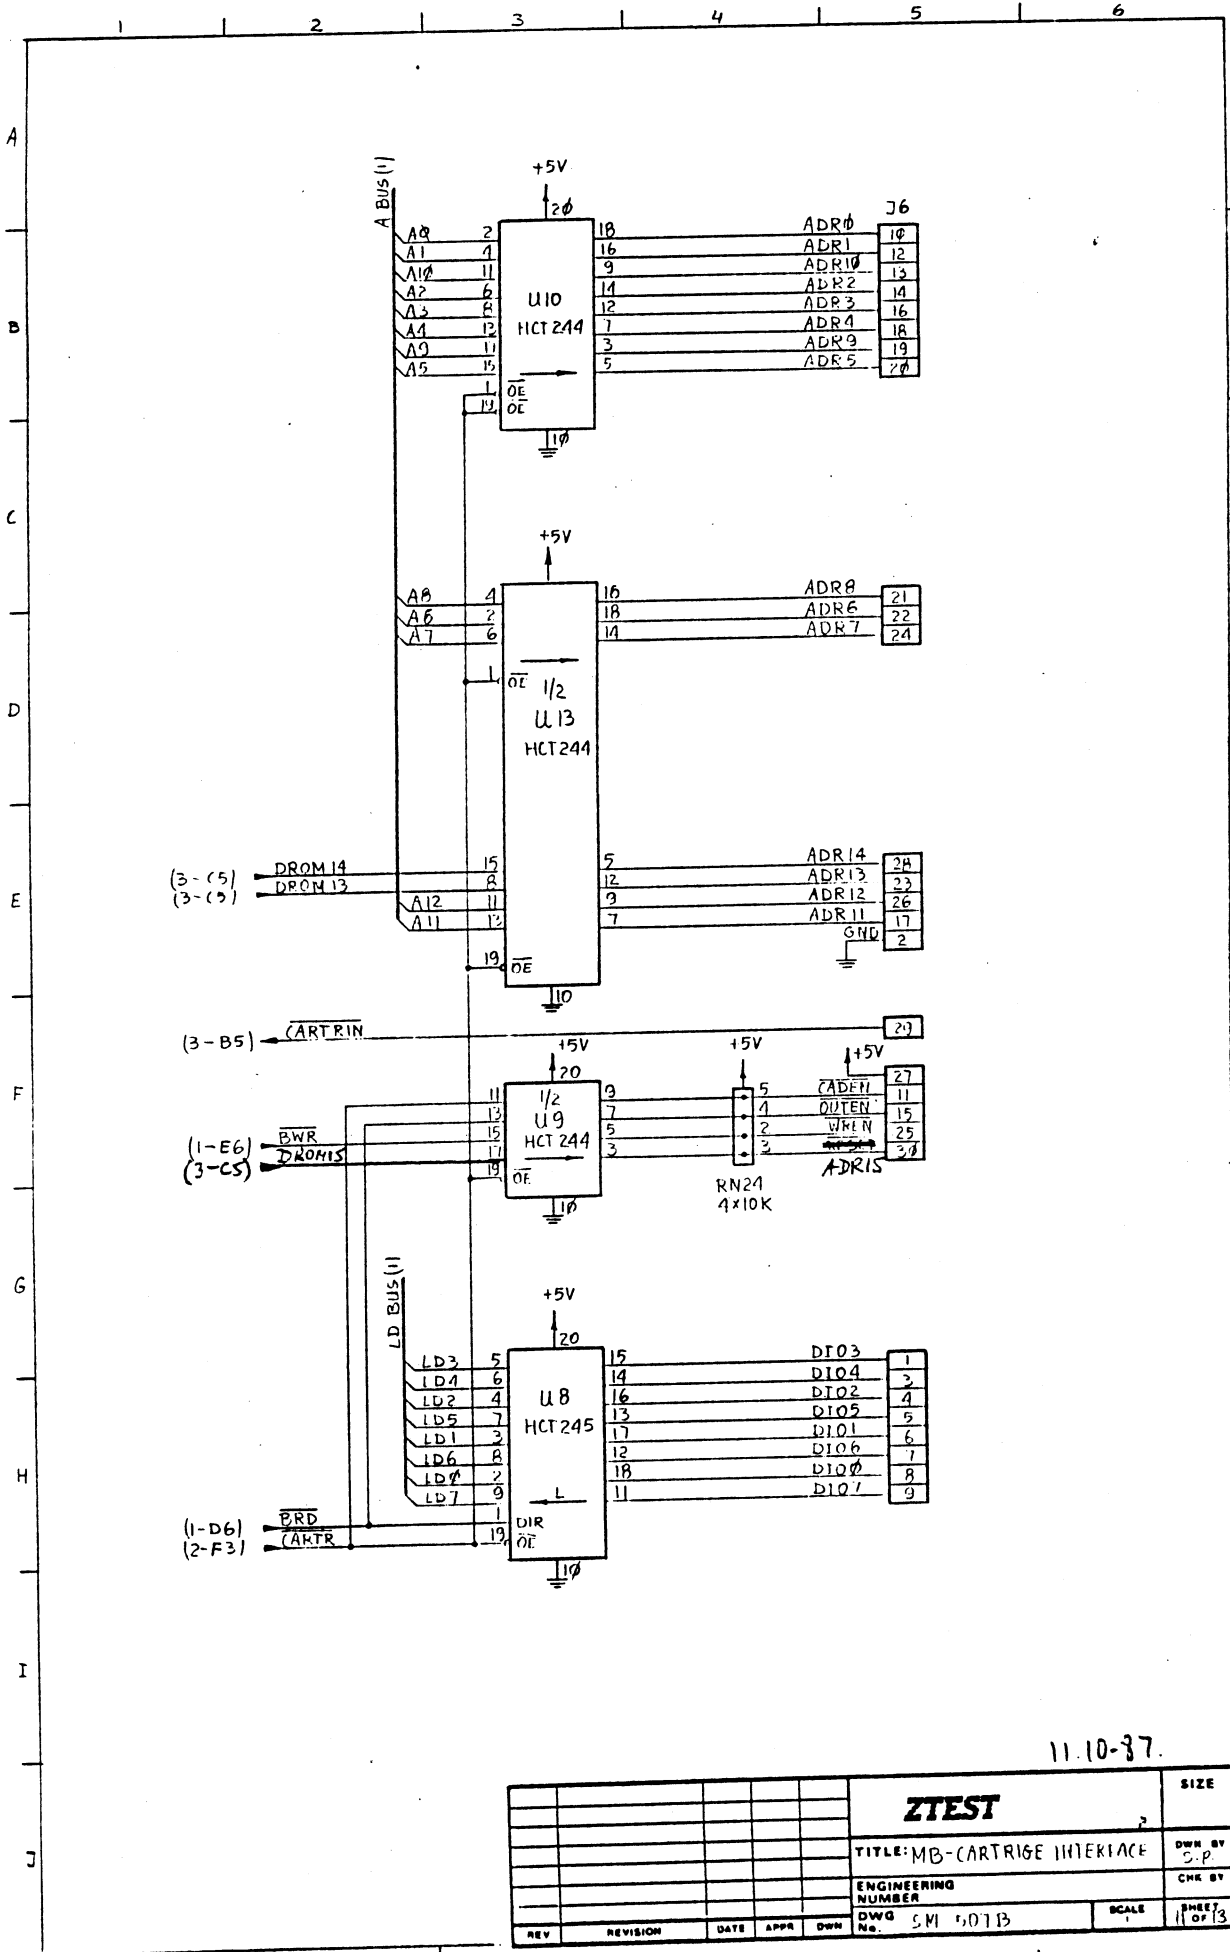 1 2 3 4 5 6
A
B
C
D
E
F
G
H
I
J
A BUS(1)
+5V
20
J6
A0 2 18 ADR0 10
A1 4 16 ADR1 12
A10 11 9 ADR10 13
A2 6 14 ADR2 14
A3 8 12 ADR3 16
A4 13 7 ADR4 18
A9 3 ADR9 19
A5 15 5 ADR5 20
U10
HCT244
1 OE
19 OE
10
+5V
A8 4 16 ADR8 21
A6 2 18 ADR6 22
A7 6 14 ADR7 24
1 OE
1/2
U13
HCT244
(3-C5) DROM14 15 5 ADR14 28
(3-C5) DROM13 8 12 ADR13 23
A12 11 9 ADR12 26
A11 13 7 ADR11 17
GND 2
19 OE
10
(3-B5) CARTRIN 29
+5V +5V +5V
20
27
11 9 5 CADEN 11
13 7 4 OUTEN 15
(1-E6) BWR 15 5 2 WREN 25
(3-C5) DROM15 17 3 3 30
ADR15
1/2
U9
HCT244
19 OE
10
RN24
4x10K
LD BUS(1)
+5V
20
LD3 5 15 DIO3 1
LD4 6 14 DIO4 3
LD2 4 16 DIO2 4
LD5 7 13 DIO5 5
LD1 3 17 DIO1 6
LD6 8 12 DIO6 7
LD0 2 18 DIO0 8
LD7 9 11 DIO7 9
U8
HCT245
L
(1-D6) BRD 1 DIR
(2-F3) CARTR 19 OE
10
11.10-87.
ZTEST
SIZE
TITLE: MB-CARTRIGE INTERFACE
DWN BY
S.P.
ENGINEERING
NUMBER
CHK BY
DWG
No. SM 507B
SCALE
1
SHEET
11 OF 13
REV REVISION DATE APPR DWN